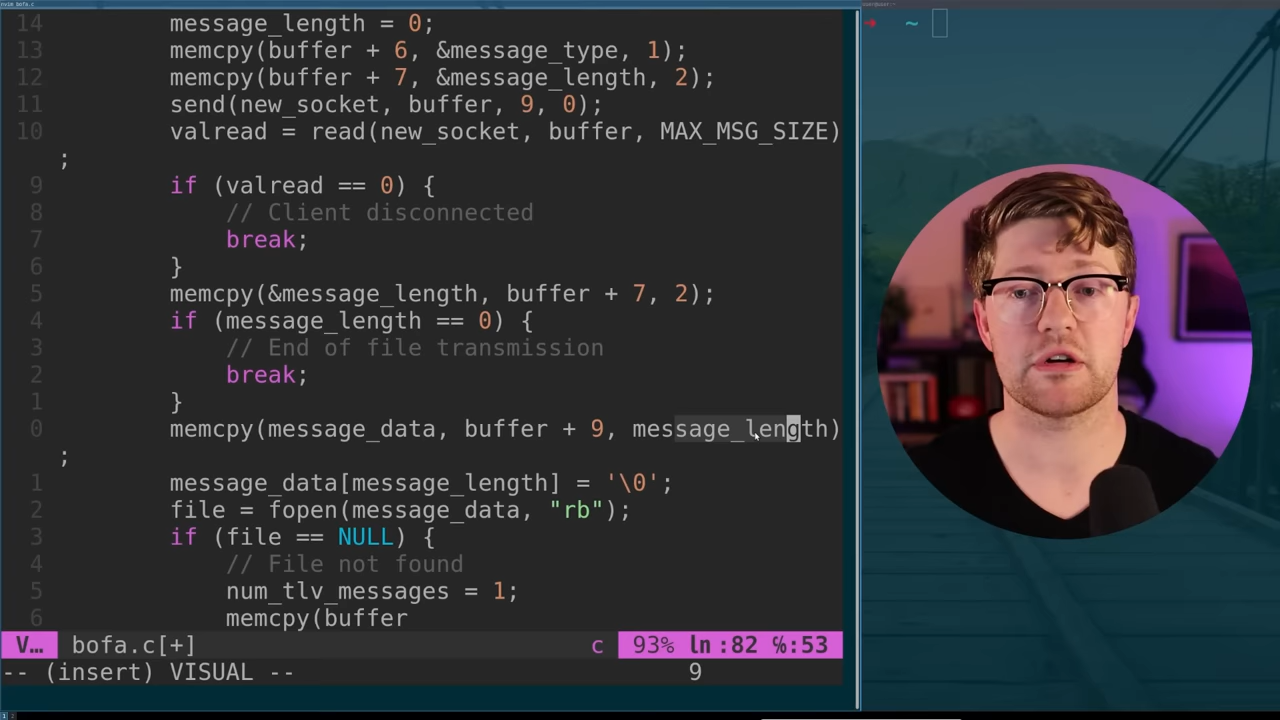 nvim bofa.c
14 message_length = 0;
13 memcpy(buffer + 6, &message_type, 1);
12 memcpy(buffer + 7, &message_length, 2);
11 send(new_socket, buffer, 9, 0);
10 valread = read(new_socket, buffer, MAX_MSG_SIZE)
;
9 if (valread == 0) {
8 // Client disconnected
7 break;
6 }
5 memcpy(&message_length, buffer + 7, 2);
4 if (message_length == 0) {
3 // End of file transmission
2 break;
1 }
0 memcpy(message_data, buffer + 9, message_length)
;
1 message_data[message_length] = '\0';
2 file = fopen(message_data, "rb");
3 if (file == NULL) {
4 // File not found
5 num_tlv_messages = 1;
6 memcpy(buffer
V… bofa.c[+] c 93% ln :82 ℅:53
-- (insert) VISUAL -- 9
1 2
~